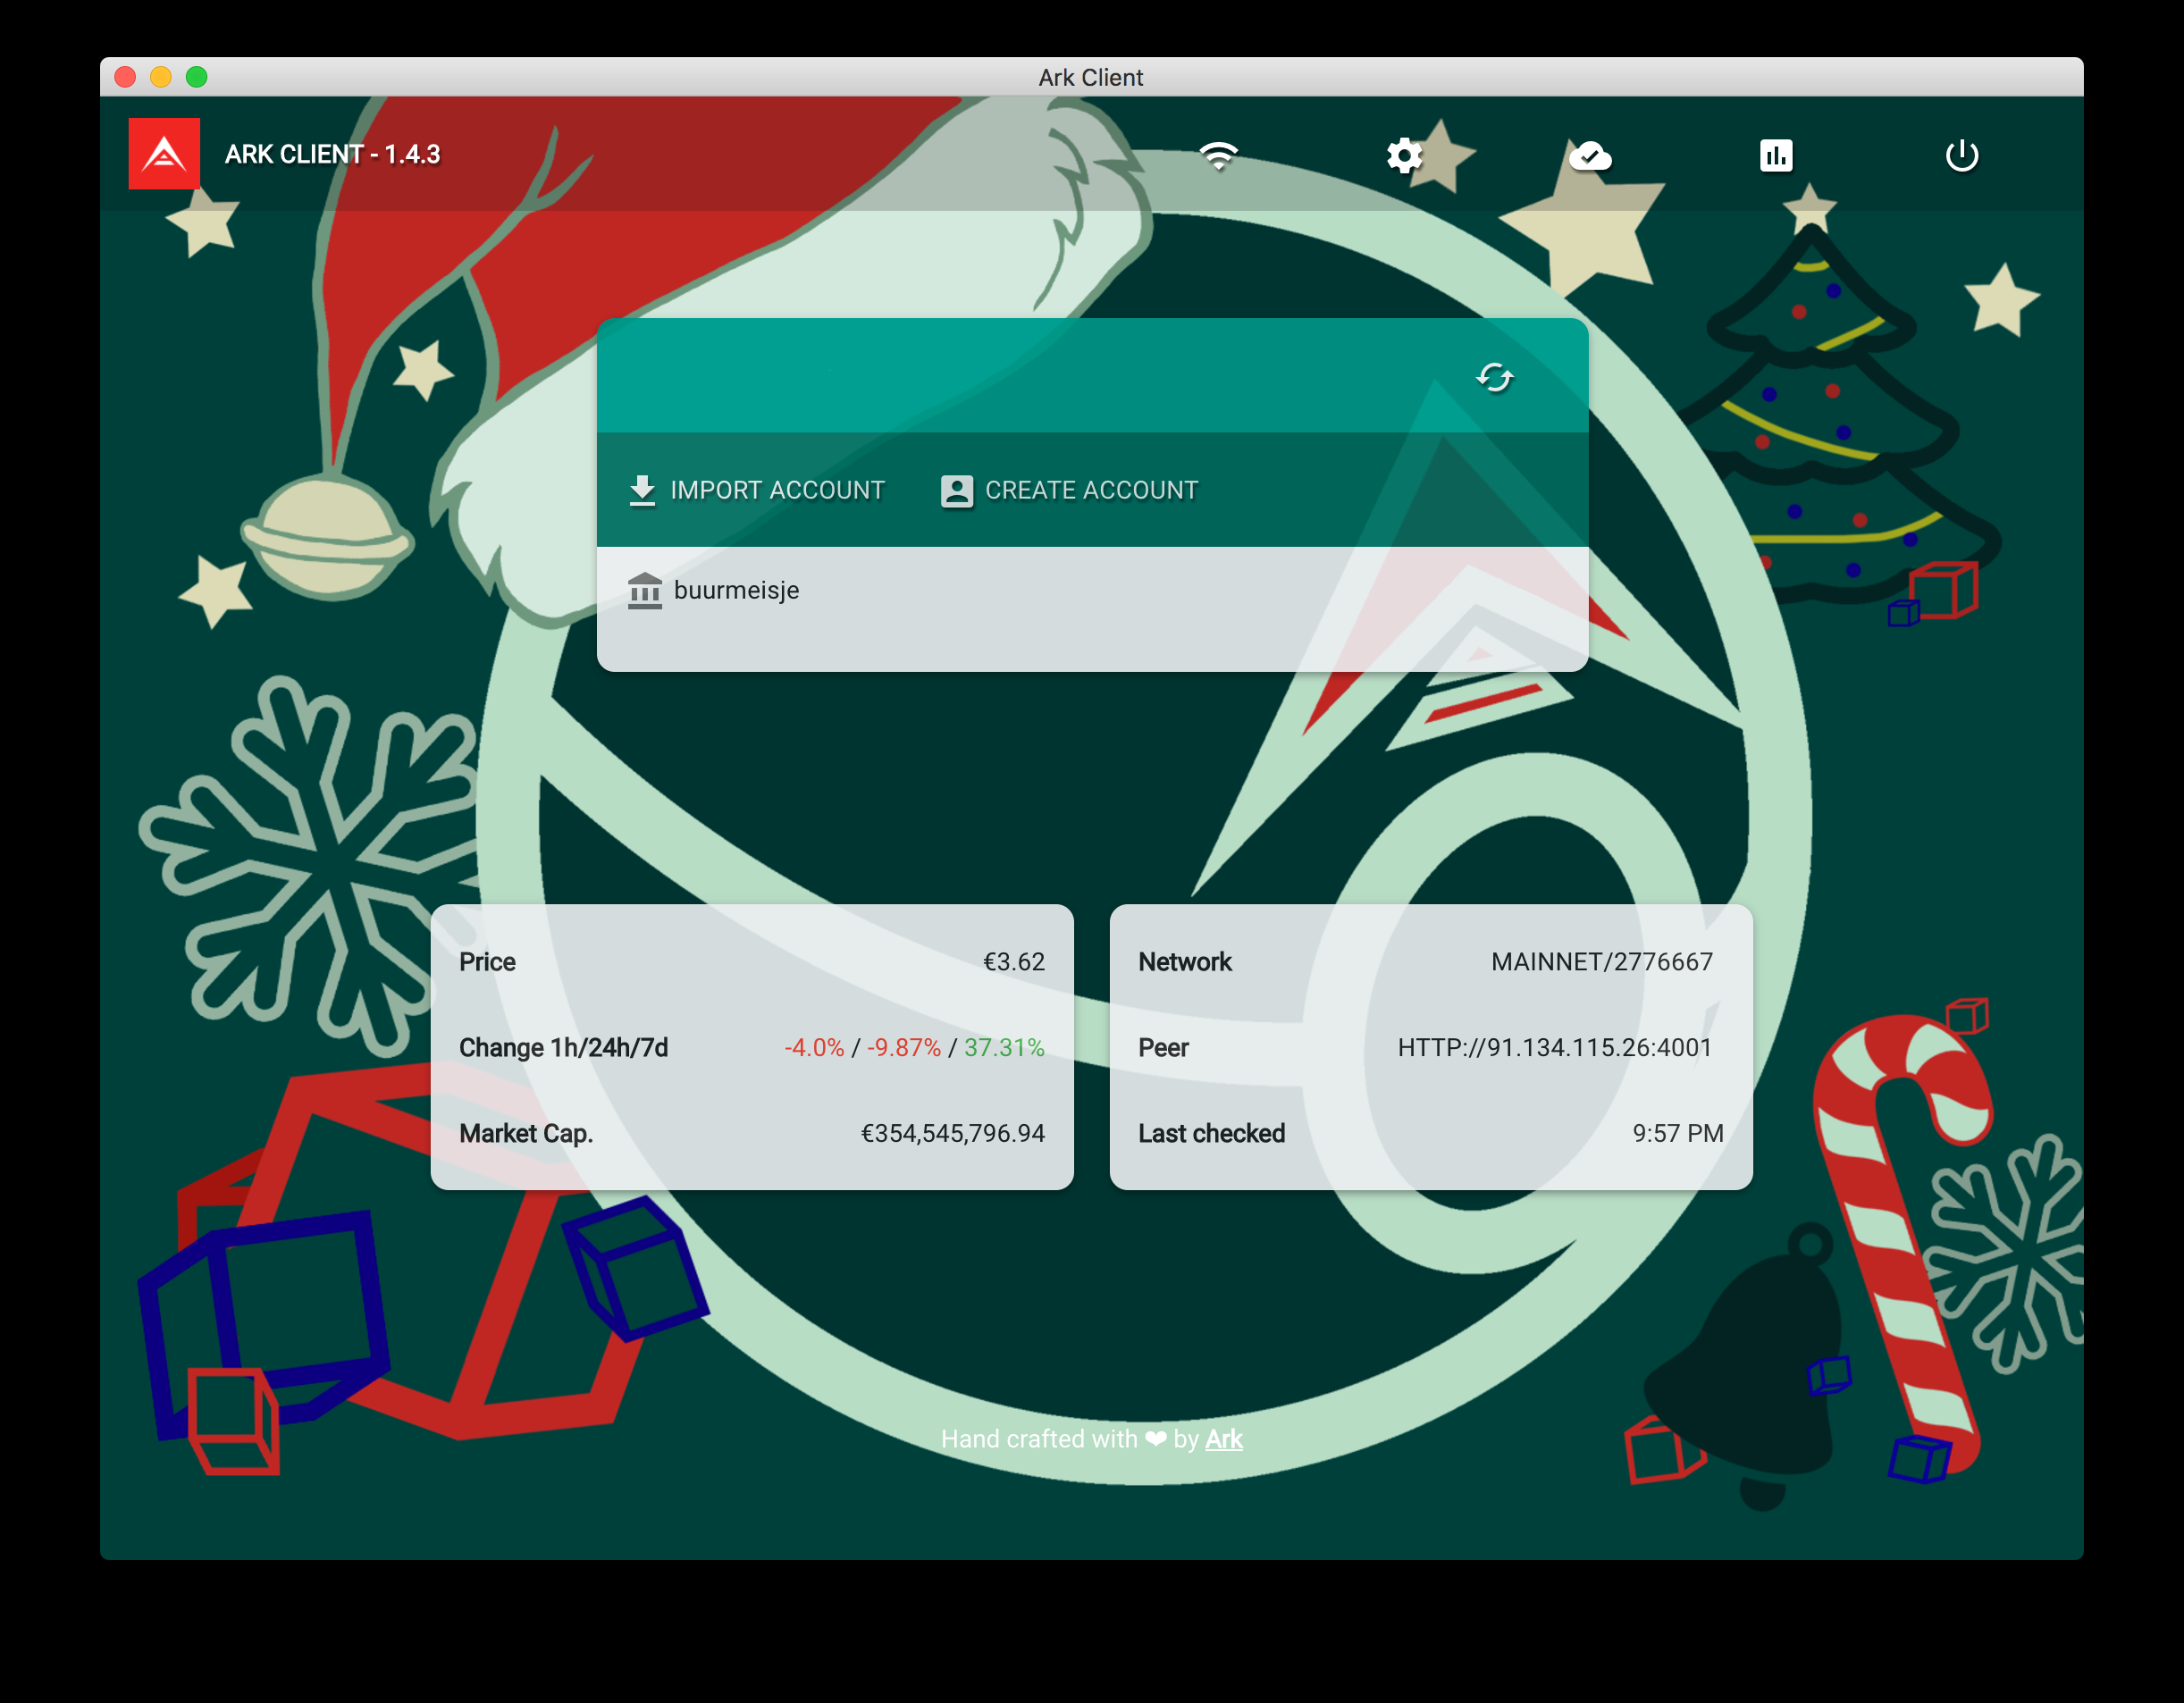 Ark Client
ARK CLIENT - 1.4.3
IMPORT ACCOUNT CREATE ACCOUNT
buurmeisje
Price €3.62
Change 1h/24h/7d -4.0% / -9.87% / 37.31%
Market Cap. €354,545,796.94
Network MAINNET/2776667
Peer HTTP://91.134.115.26:4001
Last checked 9:57 PM
Hand crafted with ❤ by Ark